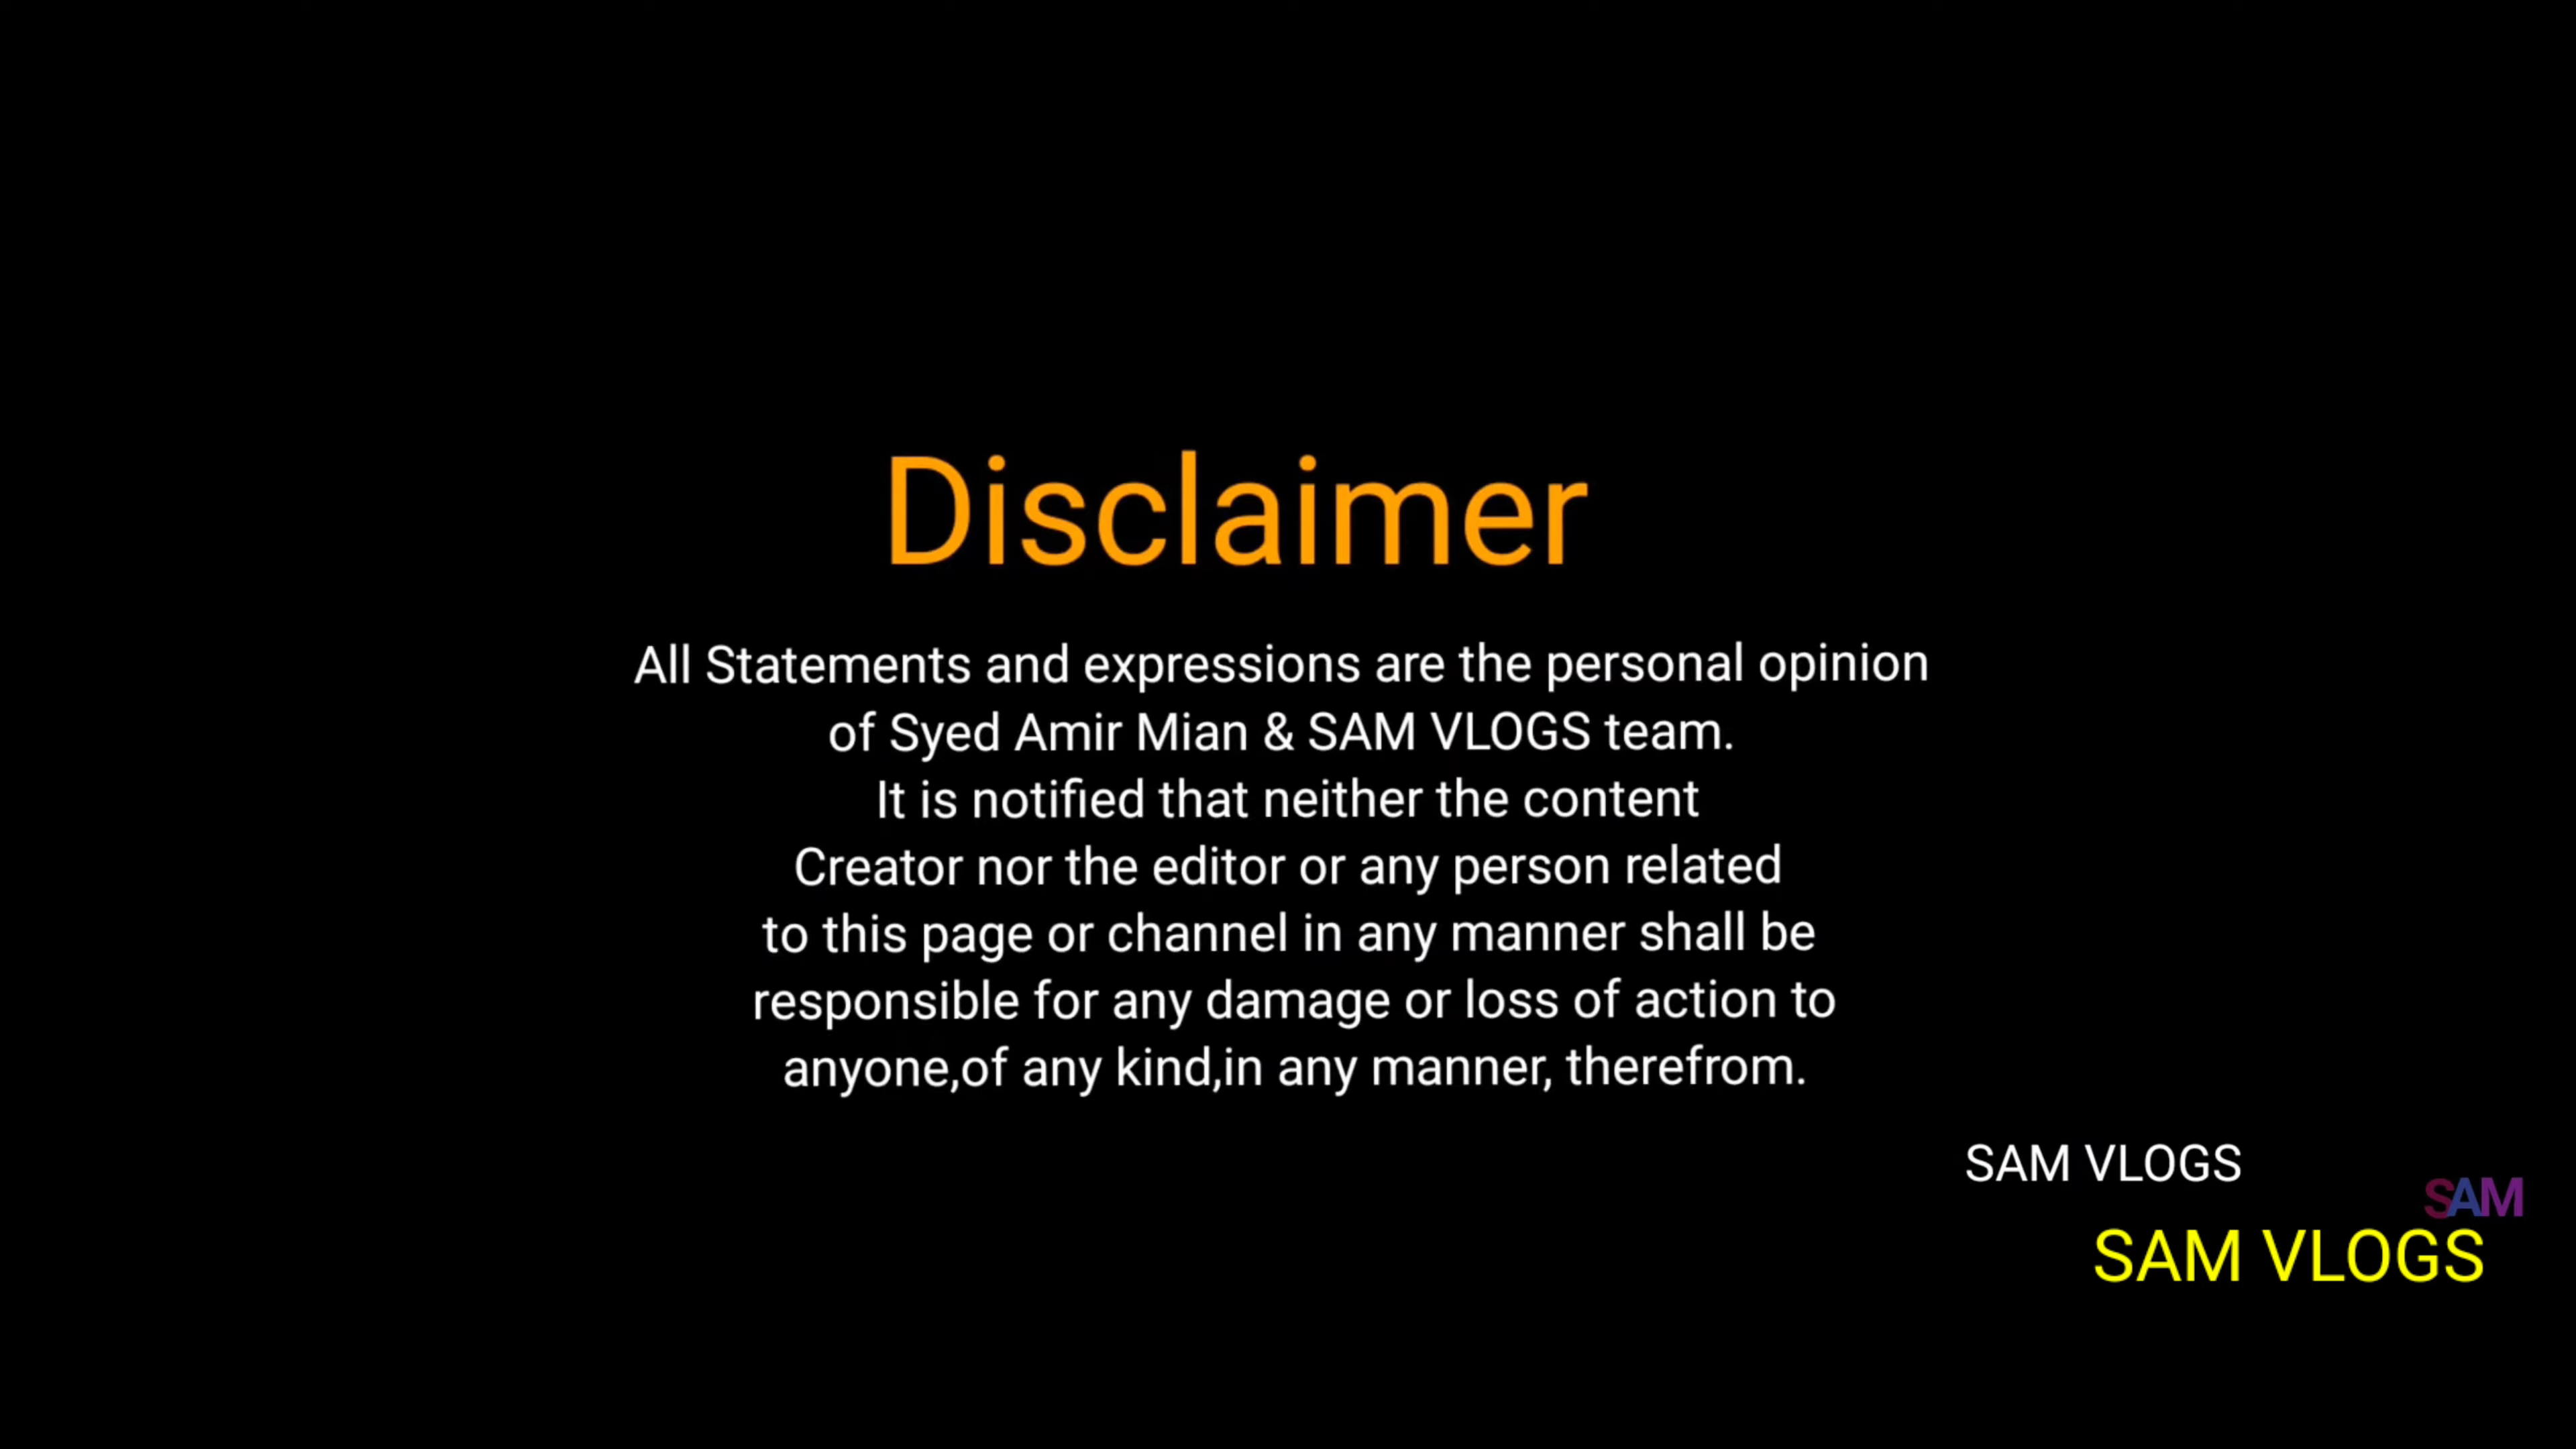 Disclaimer
All Statements and expressions are the personal opinion
of Syed Amir Mian & SAM VLOGS team.
It is notified that neither the content
Creator nor the editor or any person related
to this page or channel in any manner shall be
responsible for any damage or loss of action to
anyone,of any kind,in any manner, therefrom.
SAM VLOGS
SAM
SAM VLOGS